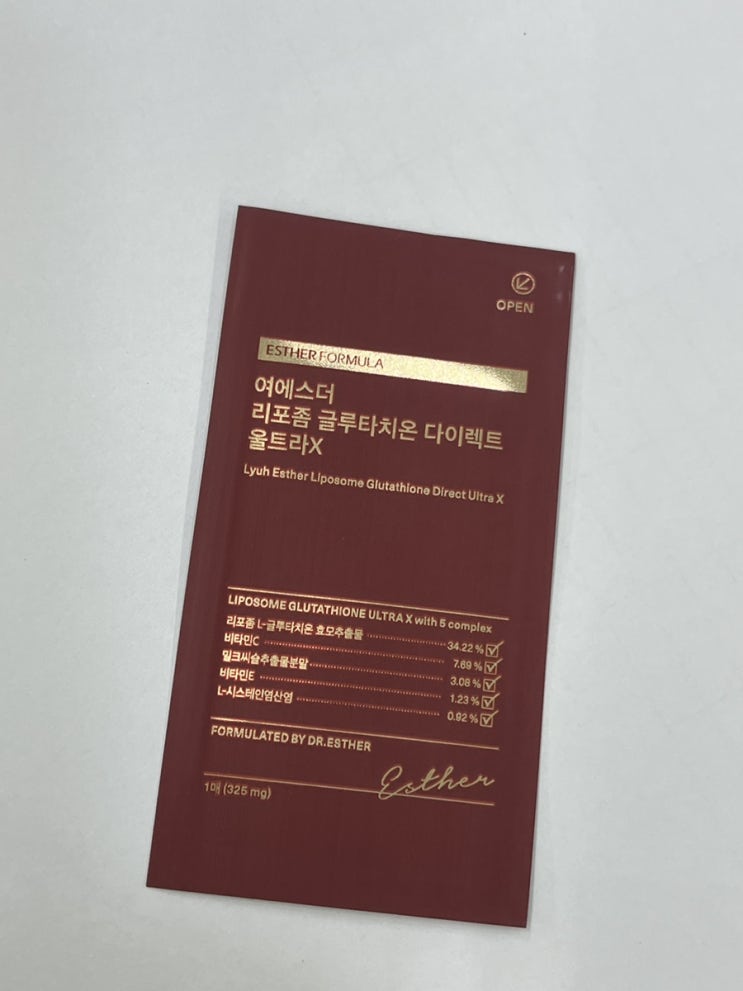 OPEN
ESTHER FORMULA
여에스더
리포좀 글루타치온 다이렉트
울트라X
Lyuh Esther Liposome Glutathione Direct Ultra X
LIPOSOME GLUTATHIONE ULTRA X with 5 complex
리포좀 L-글루타치온 효모추출물 34.22 %
비타민C 7.69 %
밀크씨슬추출물분말 3.08 %
비타민E 1.23 %
L-시스테인염산염 0.92 %
FORMULATED BY DR.ESTHER
Esther
1매 (325 mg)